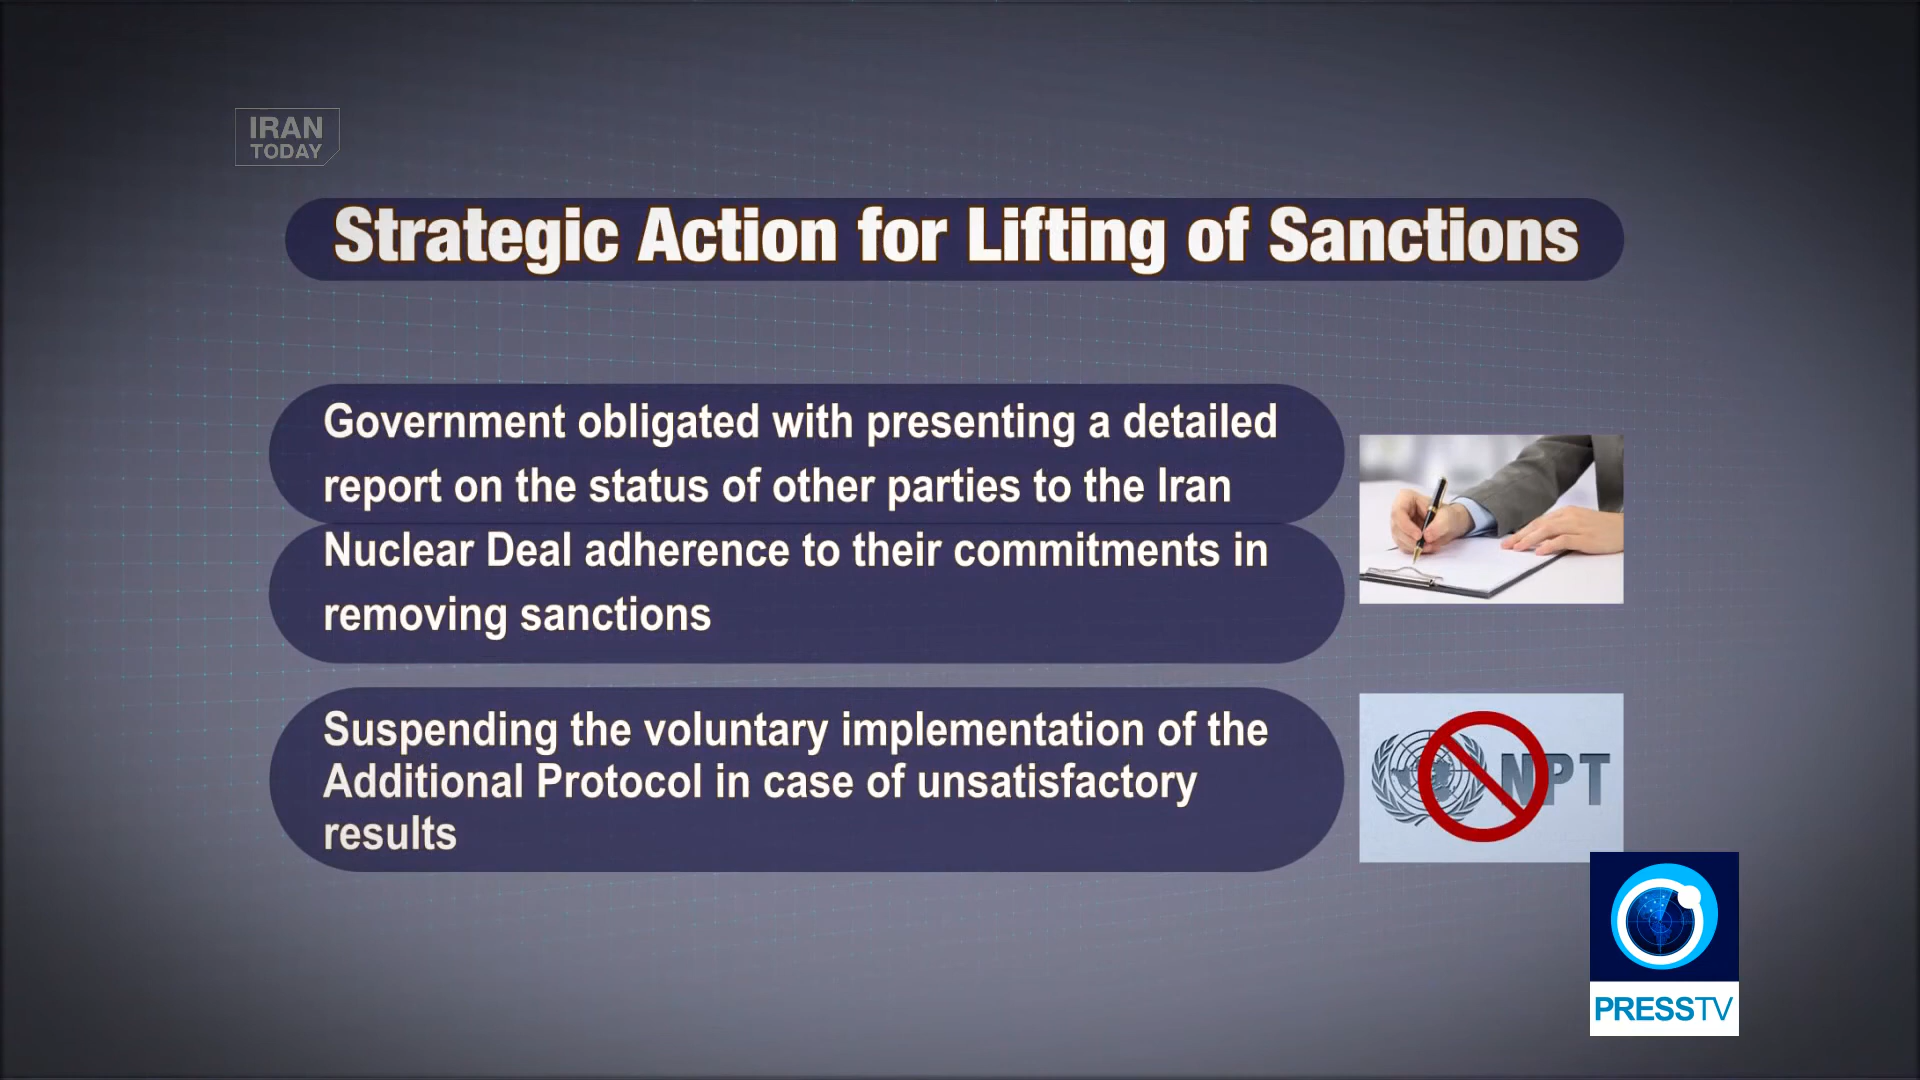 IRAN
TODAY
Strategic Action for Lifting of Sanctions
Government obligated with presenting a detailed
report on the status of other parties to the Iran
Nuclear Deal adherence to their commitments in
removing sanctions
Suspending the voluntary implementation of the
Additional Protocol in case of unsatisfactory
results
NPT
PRESSTV